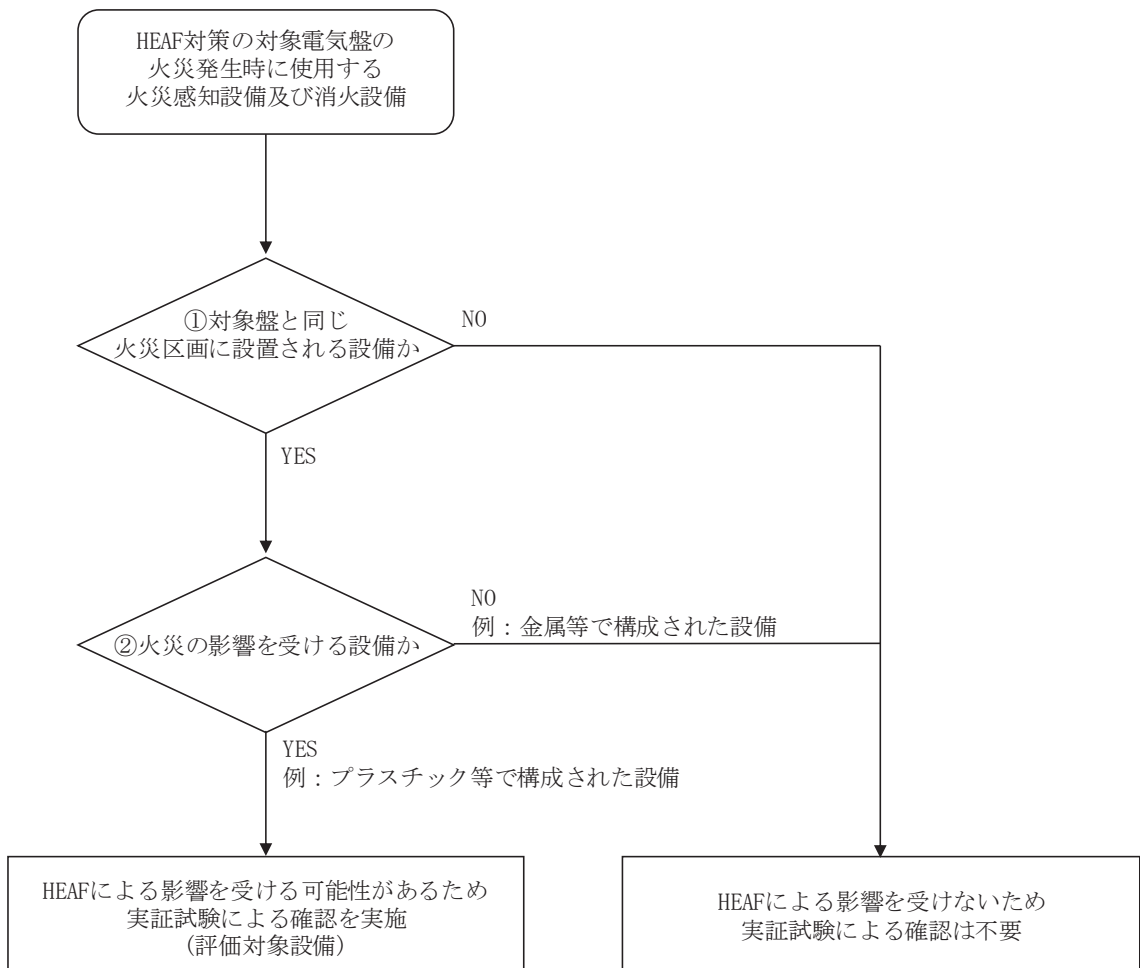 HEAF対策の対象電気盤の
火災発生時に使用する
火災感知設備及び消火設備
①対象盤と同じ
火災区画に設置される設備か
NO
YES
②火災の影響を受ける設備か
NO
例：金属等で構成された設備
YES
例：プラスチック等で構成された設備
HEAFによる影響を受ける可能性があるため
実証試験による確認を実施
(評価対象設備)
HEAFによる影響を受けないため
実証試験による確認は不要